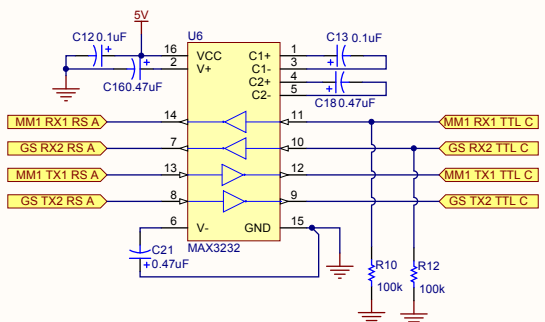 5V
C12 0.1uF
U6
C13 0.1uF
16 VCC C1+ 1
2 V+ C1- 3
C2+ 4
C2- 5
C16 0.47uF
C18 0.47uF
MM1 RX1 RS A 14 11 MM1 RX1 TTL C
GS RX2 RS A 7 10 GS RX2 TTL C
MM1 TX1 RS A 13 12 MM1 TX1 TTL C
GS TX2 RS A 8 9 GS TX2 TTL C
6 V- GND 15
MAX3232
C21
0.47uF
R10
100k
R12
100k